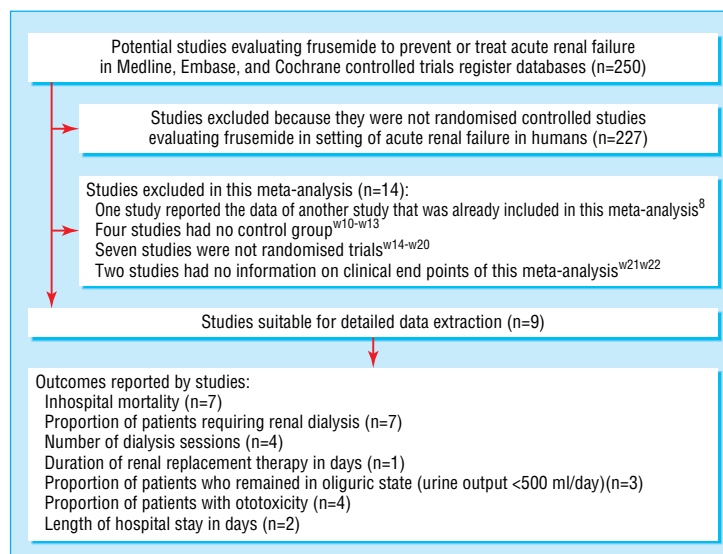 Potential studies evaluating frusemide to prevent or treat acute renal failure
in Medline, Embase, and Cochrane controlled trials register databases (n=250)
Studies excluded because they were not randomised controlled studies
evaluating frusemide in setting of acute renal failure in humans (n=227)
Studies excluded in this meta-analysis (n=14):
One study reported the data of another study that was already included in this meta-analysis8
Four studies had no control groupw10-w13
Seven studies were not randomised trialsw14-w20
Two studies had no information on clinical end points of this meta-analysisw21w22
Studies suitable for detailed data extraction (n=9)
Outcomes reported by studies:
Inhospital mortality (n=7)
Proportion of patients requiring renal dialysis (n=7)
Number of dialysis sessions (n=4)
Duration of renal replacement therapy in days (n=1)
Proportion of patients who remained in oliguric state (urine output <500 ml/day)(n=3)
Proportion of patients with ototoxicity (n=4)
Length of hospital stay in days (n=2)